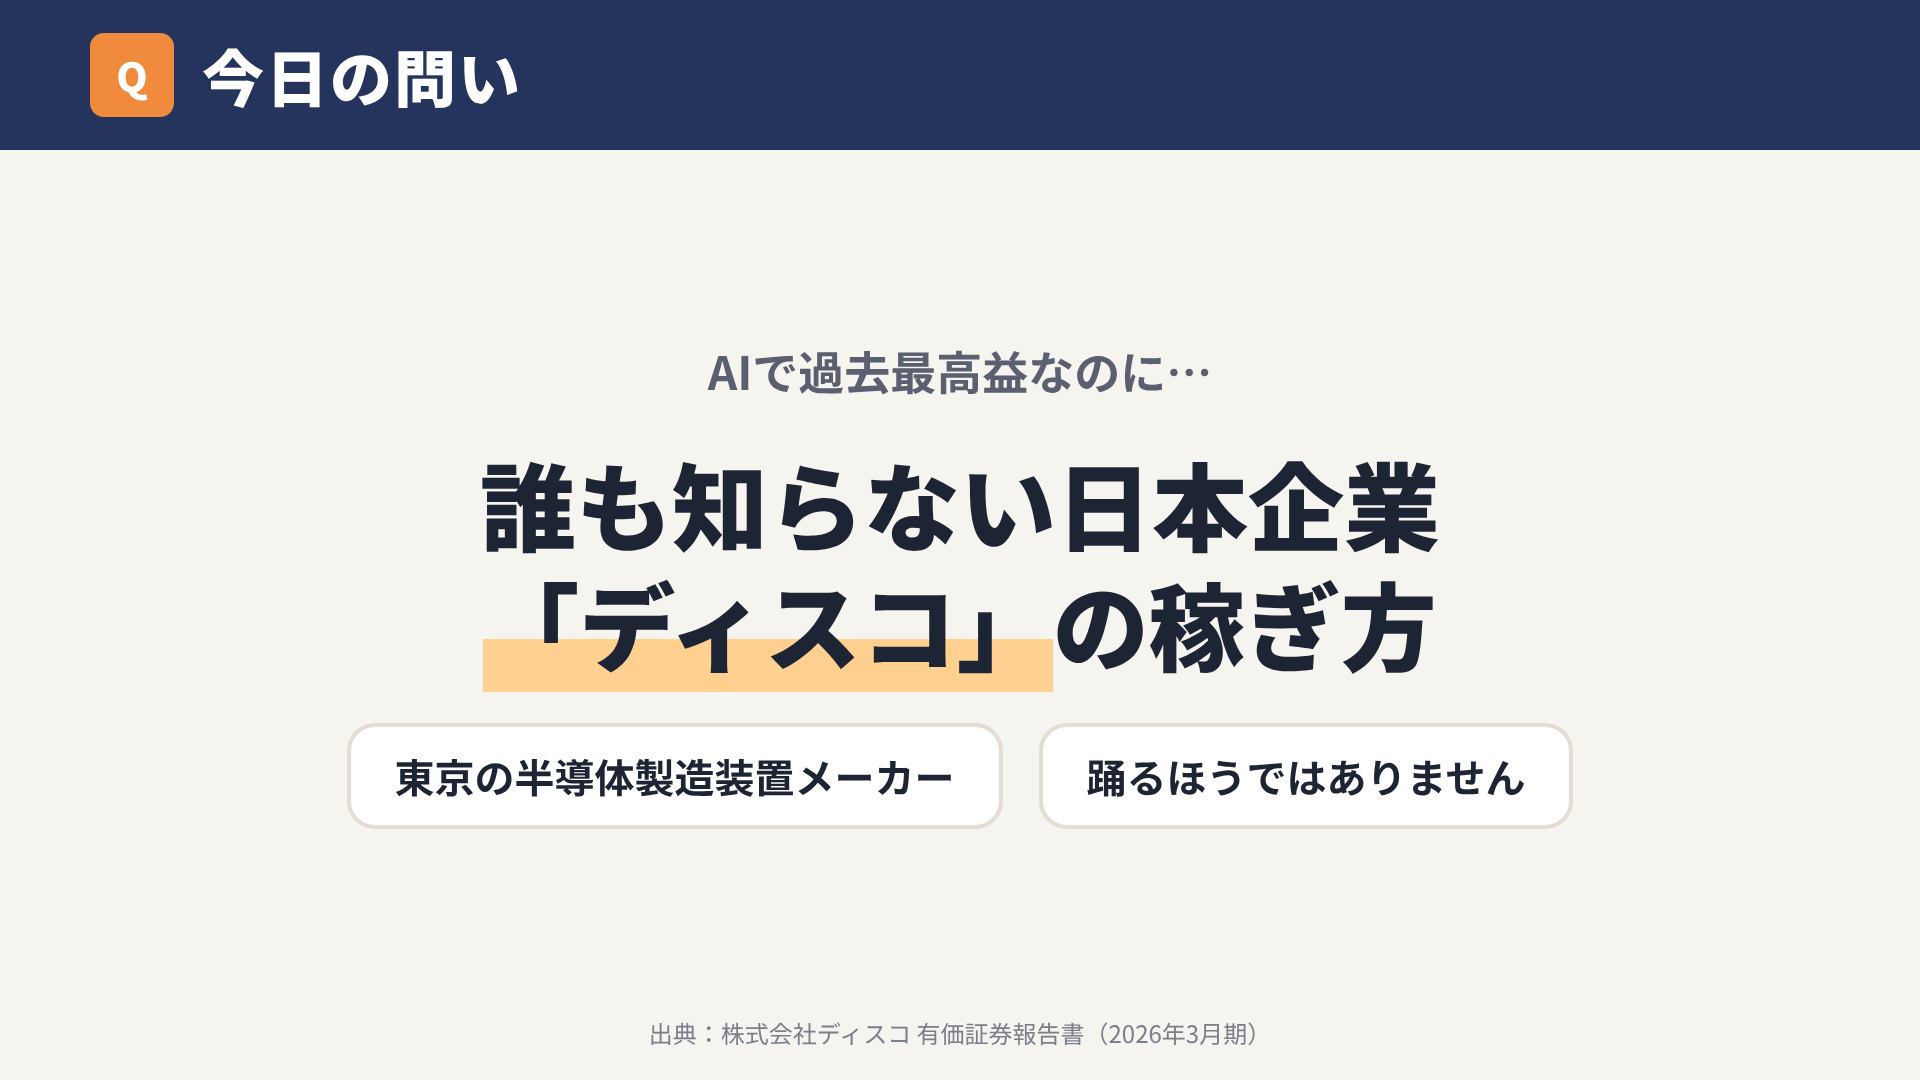 Q 今日の問い
AIで過去最高益なのに…
誰も知らない日本企業
「ディスコ」の稼ぎ方
東京の半導体製造装置メーカー
踊るほうではありません
出典：株式会社ディスコ 有価証券報告書（2026年3月期）